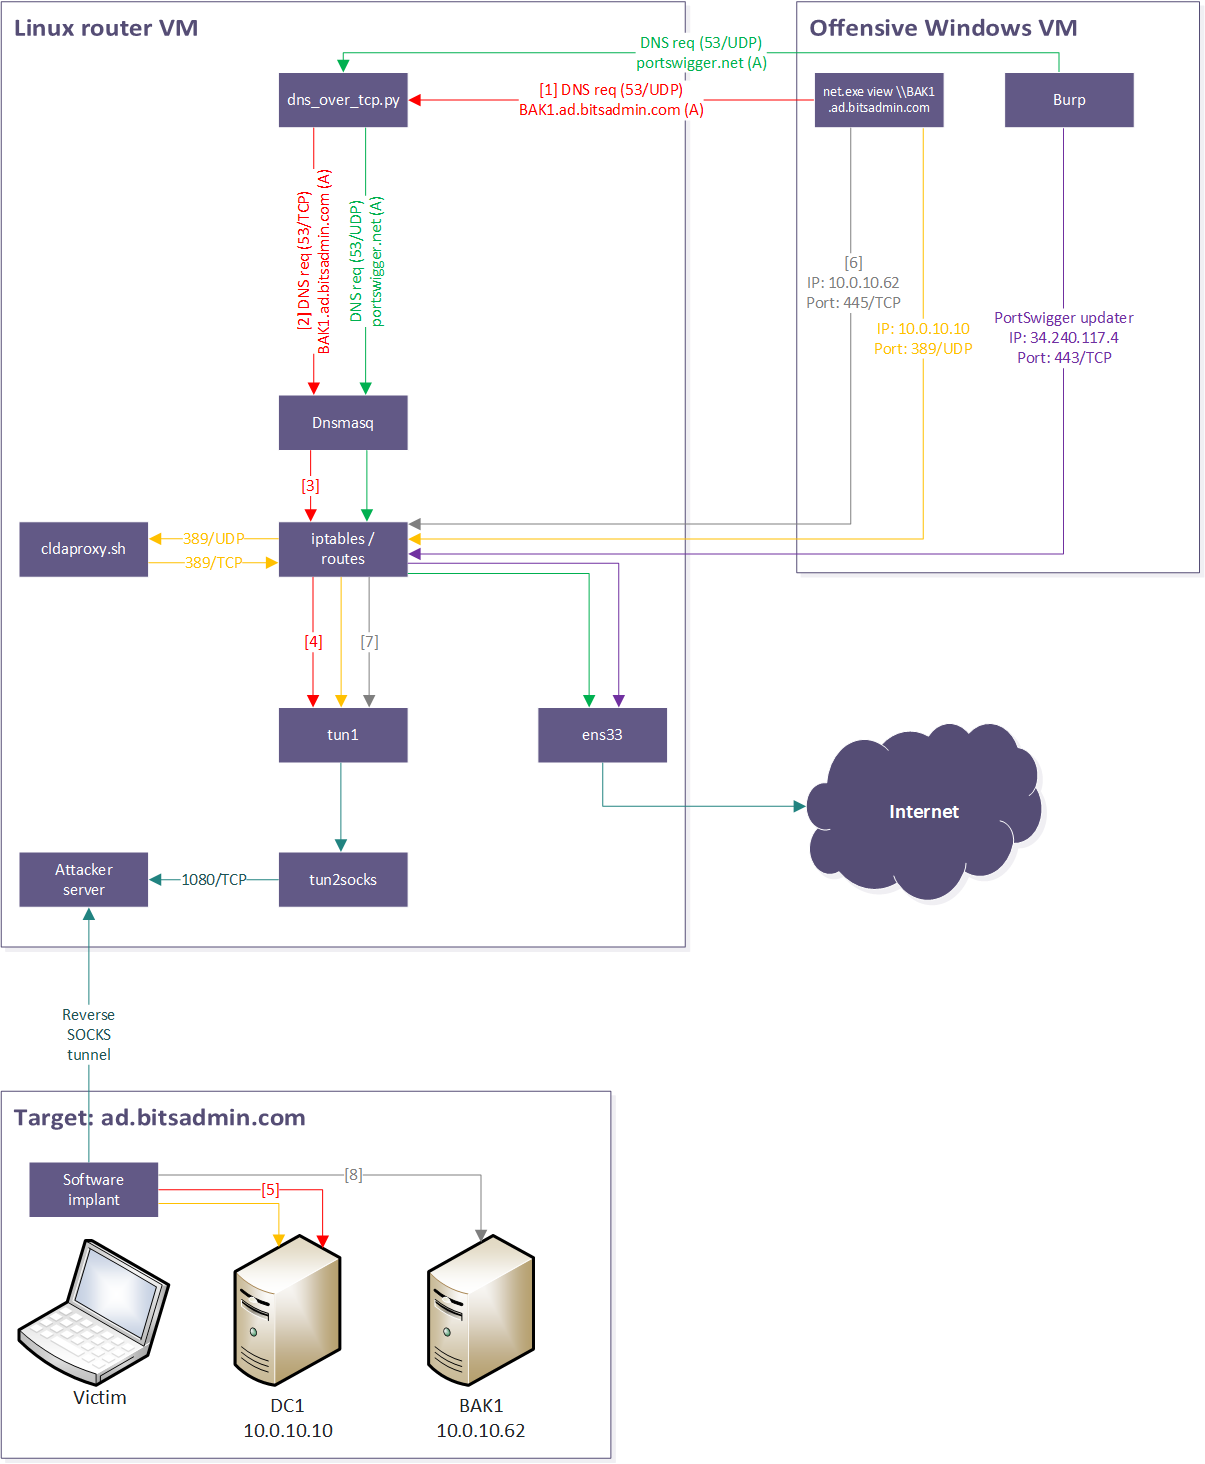 Linux router VM
Offensive Windows VM
DNS req (53/UDP)
portswigger.net (A)
dns_over_tcp.py
[1] DNS req (53/UDP)
BAK1.ad.bitsadmin.com (A)
net.exe view \\BAK1
.ad.bitsadmin.com
Burp
[2] DNS req (53/TCP)
BAK1.ad.bitsadmin.com (A)
DNS req (53/UDP)
portswigger.net (A)
[6]
IP: 10.0.10.62
Port: 445/TCP
IP: 10.0.10.10
Port: 389/UDP
PortSwigger updater
IP: 34.240.117.4
Port: 443/TCP
Dnsmasq
[3]
cldaproxy.sh
389/UDP
389/TCP
iptables /
routes
[4]
[7]
tun1
ens33
Internet
Attacker
server
1080/TCP
tun2socks
Reverse
SOCKS
tunnel
Target: ad.bitsadmin.com
Software
implant
[8]
[5]
Victim
DC1
10.0.10.10
BAK1
10.0.10.62